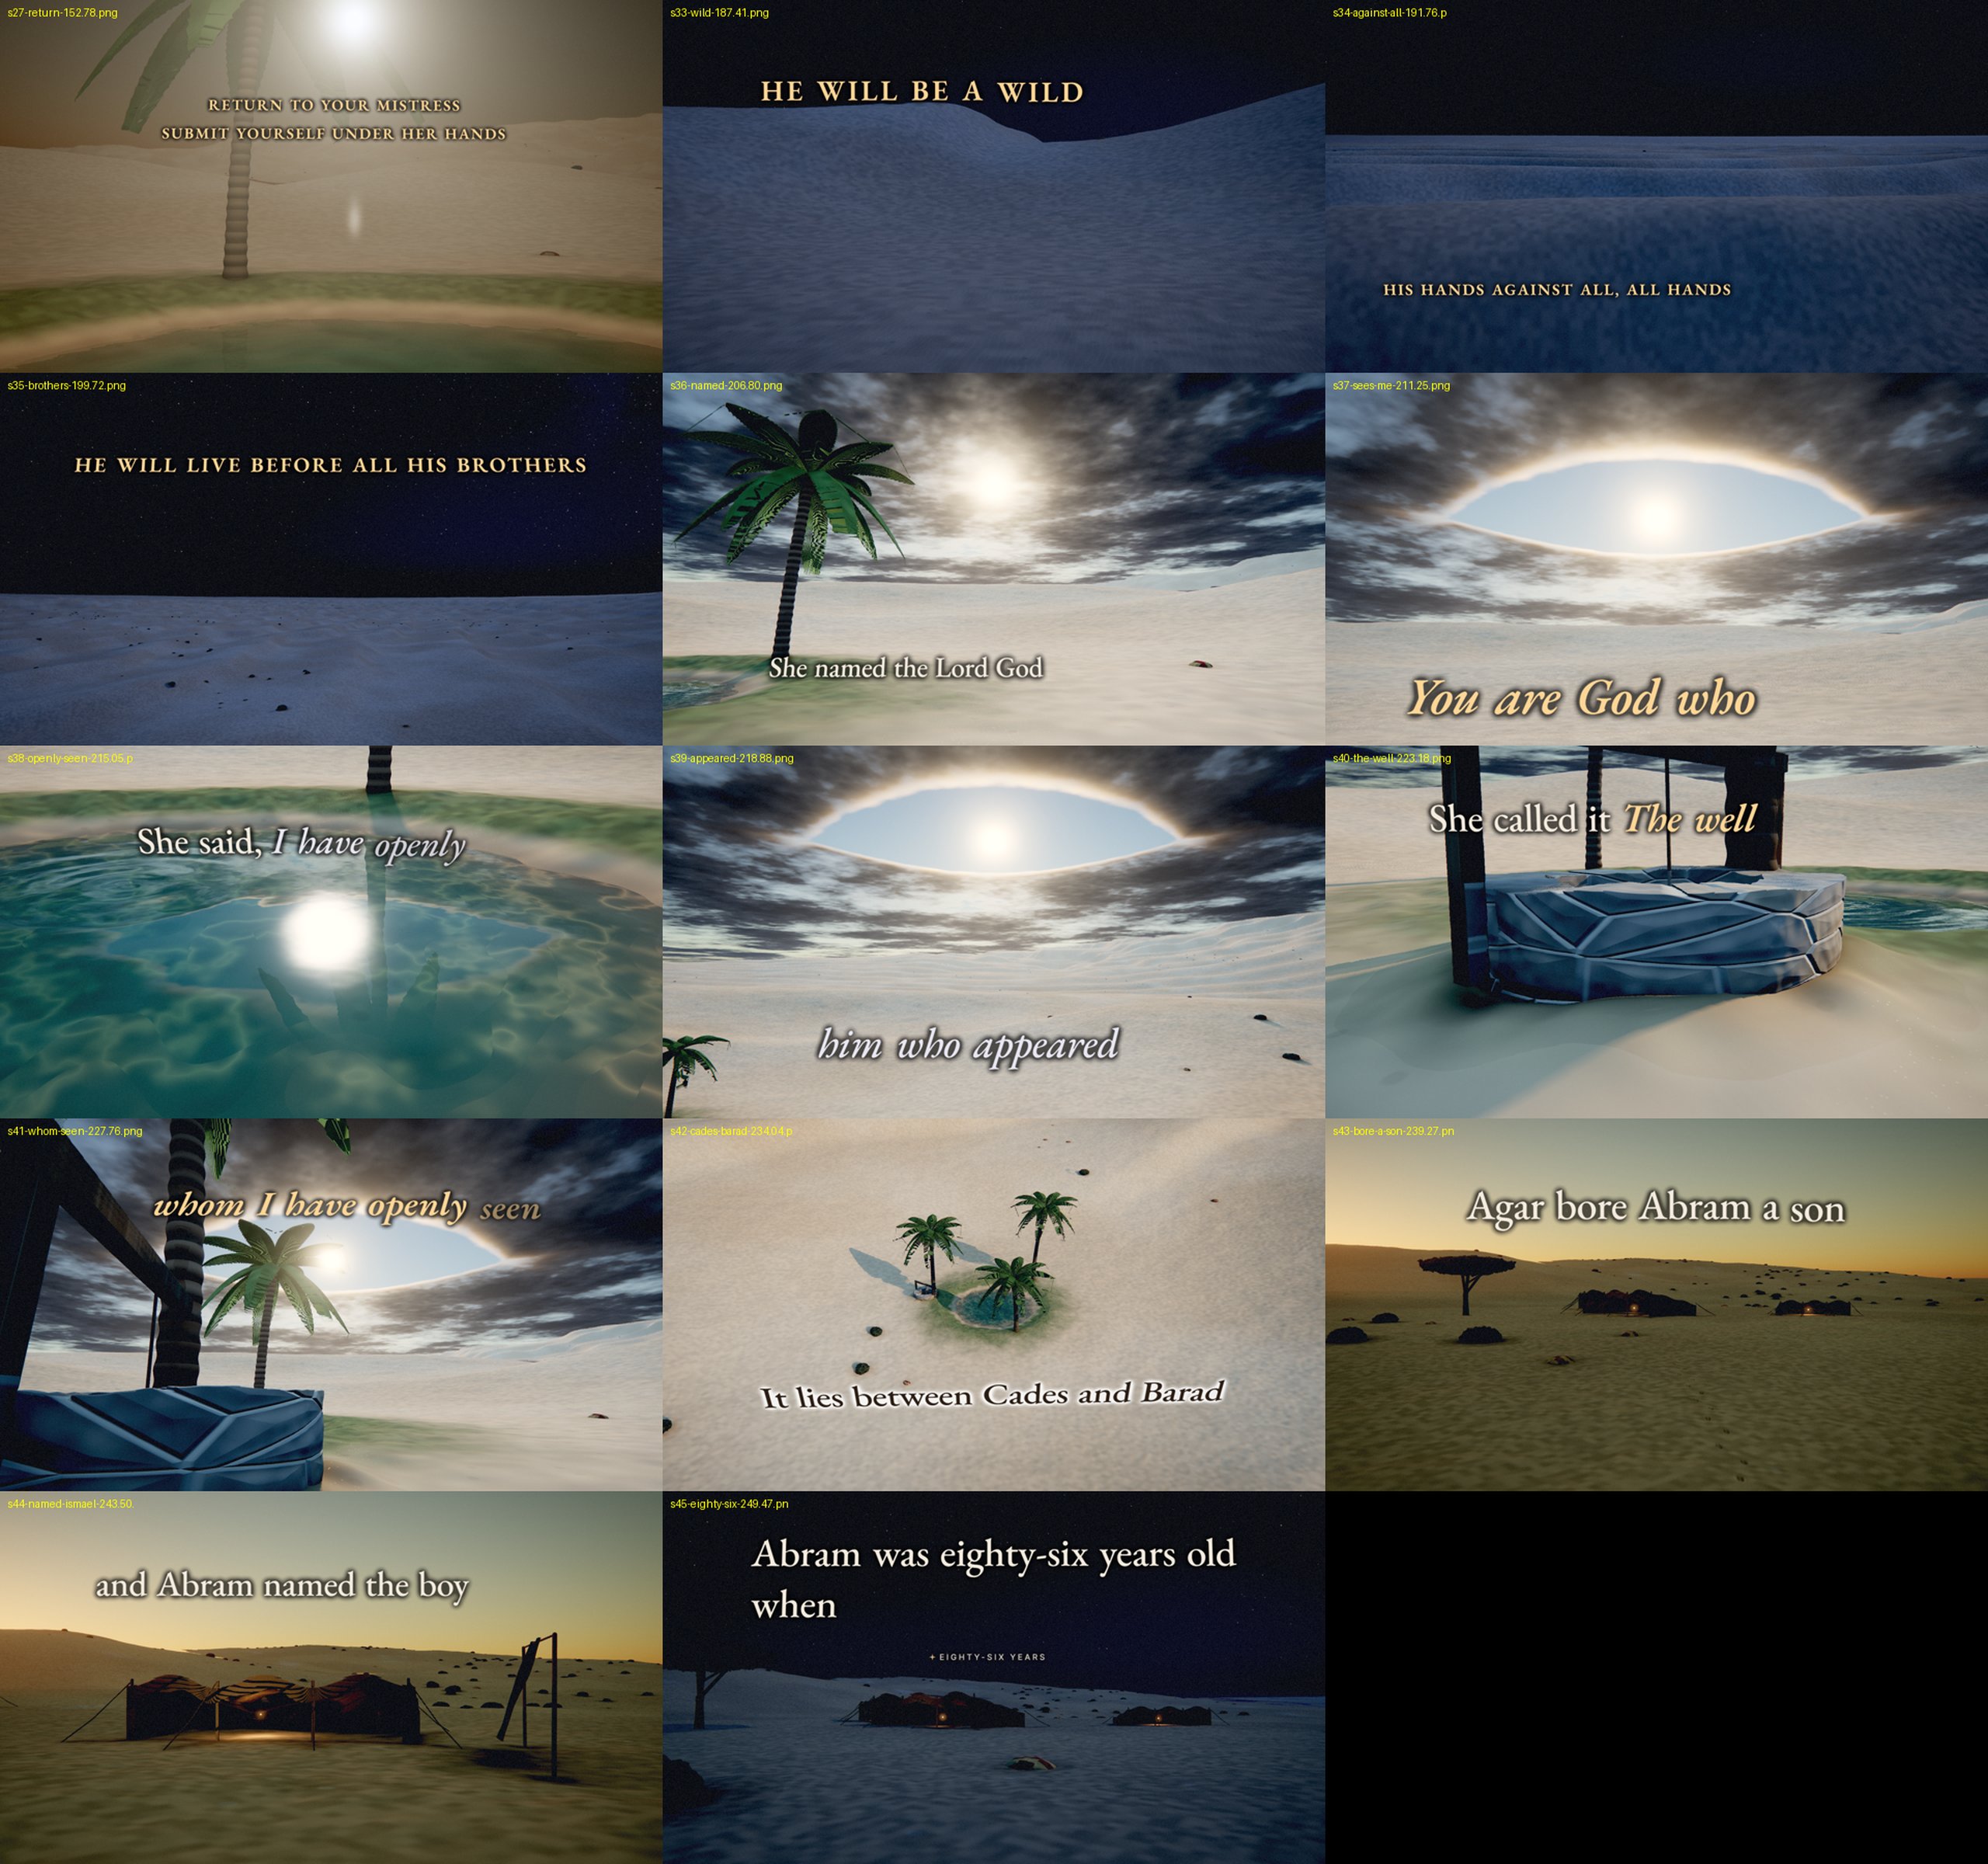 s27-return-152.78.png
RETURN TO YOUR MISTRESS
SUBMIT YOURSELF UNDER HER HANDS
s33-wild-187.41.png
HE WILL BE A WILD
s34-against-all-191.76.p
HIS HANDS AGAINST ALL, ALL HANDS
s35-brothers-199.72.png
HE WILL LIVE BEFORE ALL HIS BROTHERS
s36-named-206.80.png
She named the Lord God
s37-sees-me-211.25.png
You are God who
s38-openly-seen-215.05.p
She said, I have openly
s39-appeared-218.88.png
him who appeared
s40-the-well-223.18.png
She called it The well
s41-whom-seen-227.76.png
whom I have openly seen
s42-cades-barad-234.04.p
It lies between Cades and Barad
s43-bore-a-son-239.27.pn
Agar bore Abram a son
s44-named-ismael-243.50.
and Abram named the boy
s45-eighty-six-249.47.pn
Abram was eighty-six years old
when
+ EIGHTY-SIX YEARS